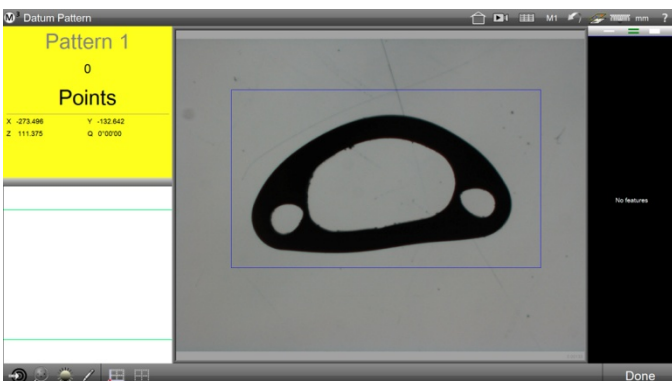 M3 Datum Pattern
M1
mm ?
Pattern 1
0
Points
X -273.496 Y -132.642
Z 111.375 Q 0°00'00
No features
Done